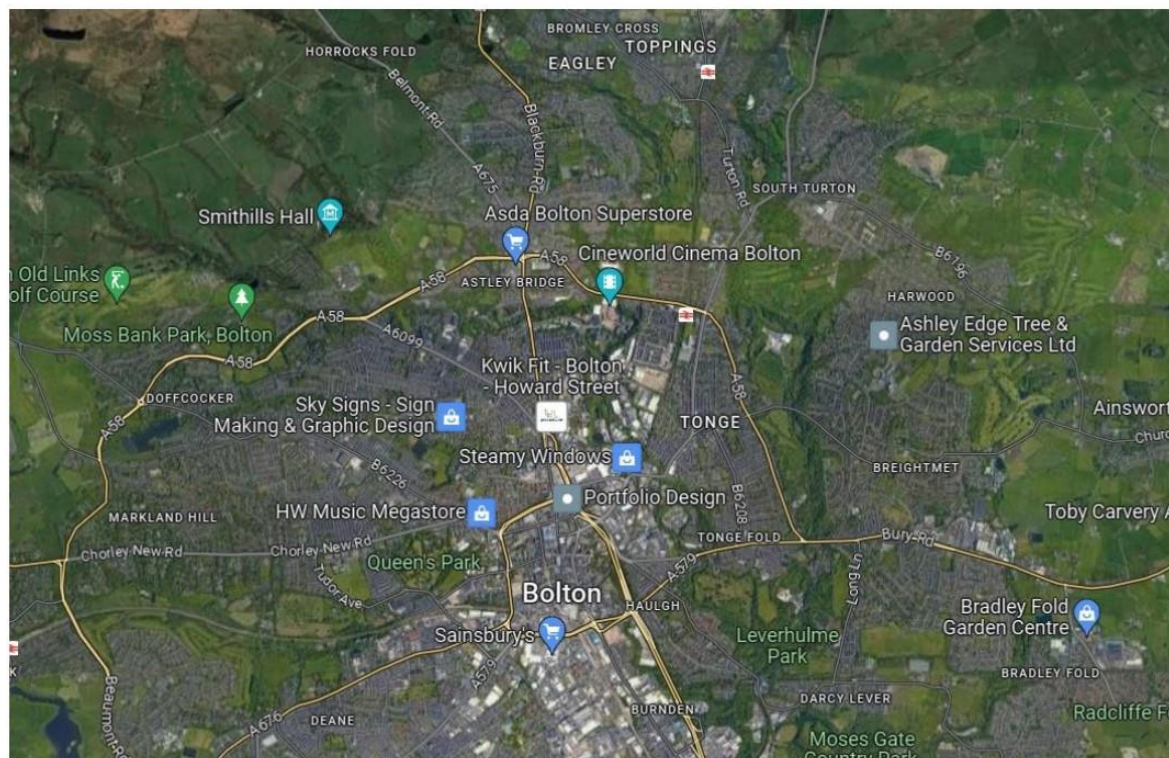 BROMLEY CROSS
TOPPINGS
HORROCKS FOLD
EAGLEY
Belmont Rd
Blackburn Rd
Turton Rd
A675
SOUTH TURTON
Smithills Hall
Asda Bolton Superstore
A58
Cineworld Cinema Bolton
B6196
Old Links
olf Course
A58
ASTLEY BRIDGE
HARWOOD
Moss Bank Park, Bolton
A58
A6099
Ashley Edge Tree &
Garden Services Ltd
A58
Kwik Fit - Bolton
- Howard Street
A58
DOFFCOCKER
Sky Signs - Sign
Making & Graphic Design
TONGE
Ainswor
A58
Steamy Windows
BREIGHTMET
B6226
B6208
Portfolio Design
HW Music Megastore
MARKLAND HILL
Toby Carvery A
Chorley New Rd
Chorley New Rd
TONGE FOLD
Bury Rd
Queen's Park
A579
Long Ln
Tudor Ave
Bolton
HAULGH
Bradley Fold
Garden Centre
Sainsbury's
Leverhulme
Park
A579
BRADLEY FOLD
DARCY LEVER
Beaumont Rd
BURNDEN
Radcliffe F
DEANE
A676
Moses Gate
Country Park